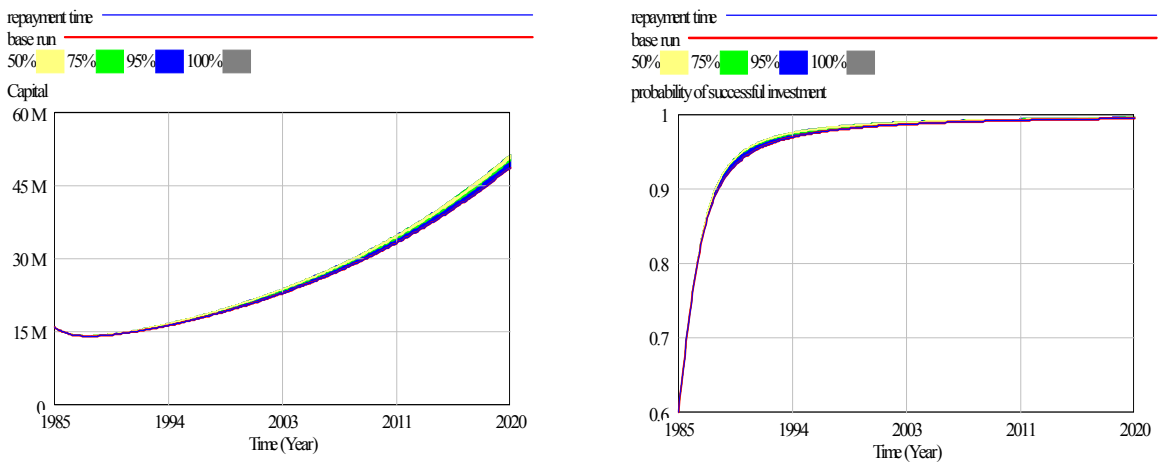 repayment time
base run
50% 75% 95% 100%
Capital
60 M
45 M
30 M
15 M
0
1985 1994 2003 2011 2020
Time (Year)
repayment time
base run
50% 75% 95% 100%
probability of successful investment
1
0.9
0.8
0.7
0.6
1985 1994 2003 2011 2020
Time (Year)